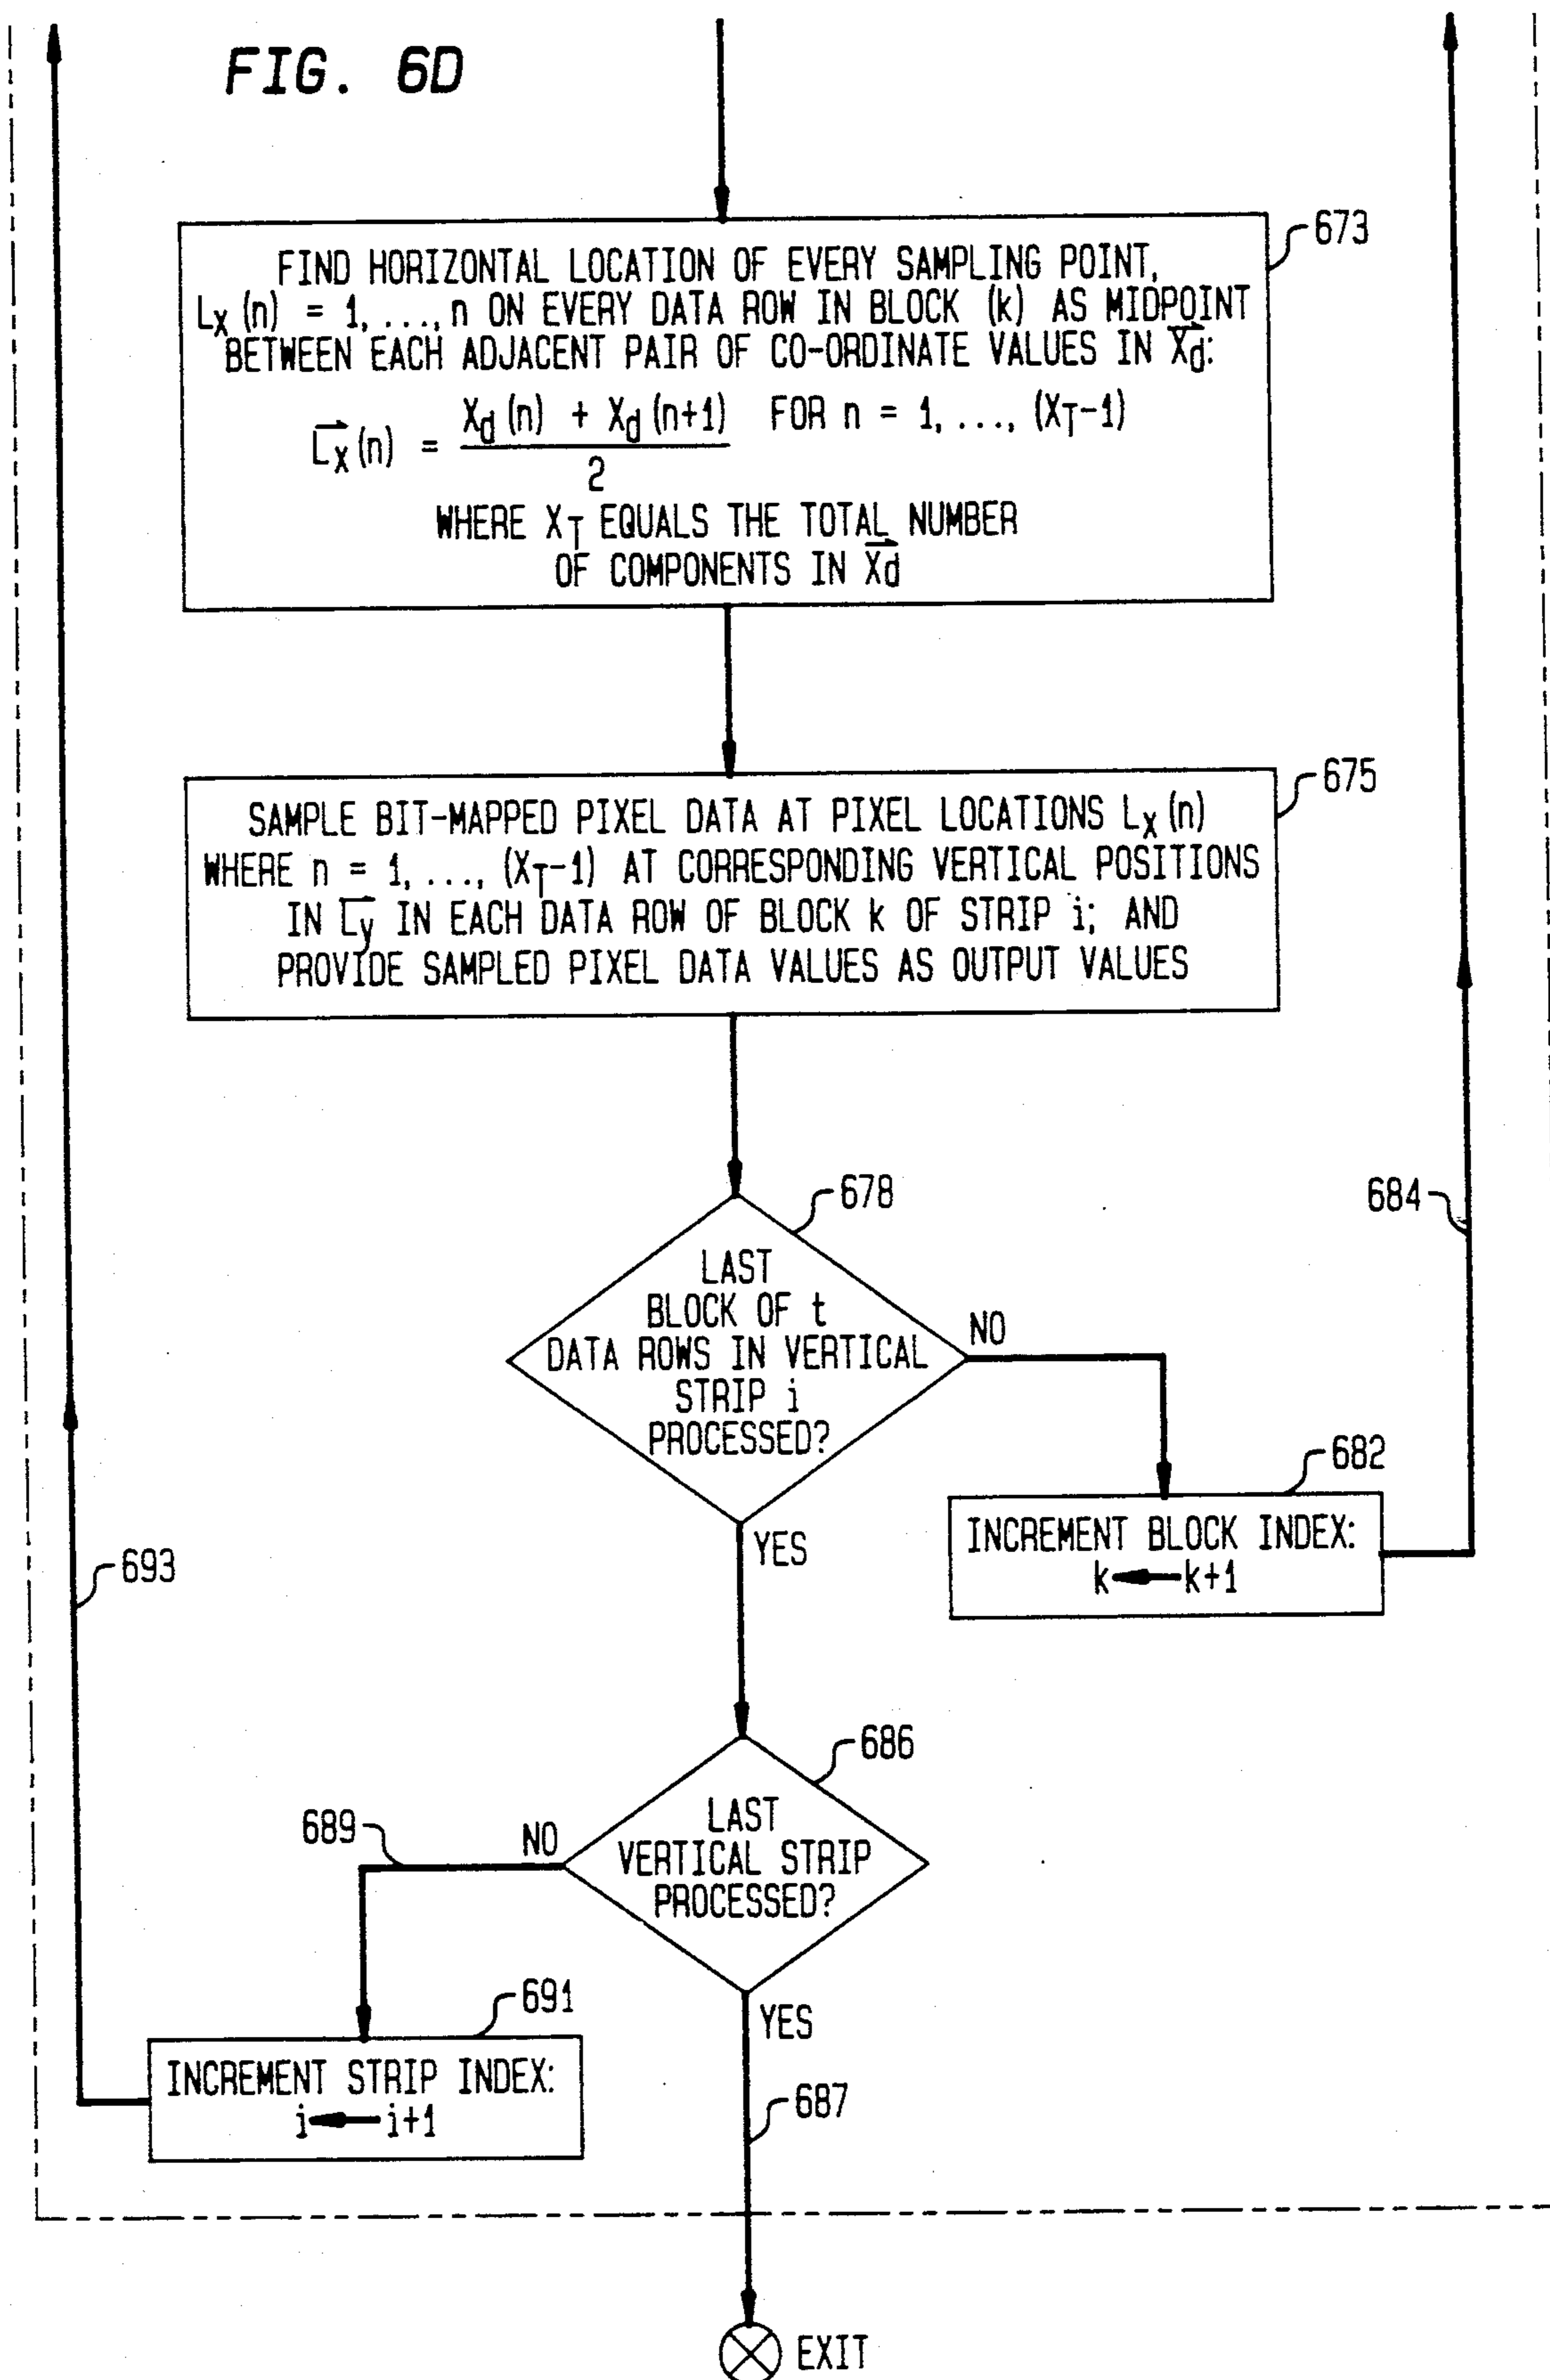 FIG. 6D
673
FIND HORIZONTAL LOCATION OF EVERY SAMPLING POINT,
Lx (n) = 1, ..., n ON EVERY DATA ROW IN BLOCK (k) AS MIDPOINT
BETWEEN EACH ADJACENT PAIR OF CO-ORDINATE VALUES IN X⃗d:
L⃗x (n) = (Xd (n) + Xd (n+1)) / 2 FOR n = 1, ..., (XT-1)
WHERE XT EQUALS THE TOTAL NUMBER
OF COMPONENTS IN X⃗d
675
SAMPLE BIT-MAPPED PIXEL DATA AT PIXEL LOCATIONS Lx (n)
WHERE n = 1, ..., (XT-1) AT CORRESPONDING VERTICAL POSITIONS
IN L⃗y IN EACH DATA ROW OF BLOCK k OF STRIP i; AND
PROVIDE SAMPLED PIXEL DATA VALUES AS OUTPUT VALUES
678
684
LAST
BLOCK OF t
DATA ROWS IN VERTICAL
STRIP i
PROCESSED?
NO
682
INCREMENT BLOCK INDEX:
k←k+1
YES
693
686
LAST
VERTICAL STRIP
PROCESSED?
689
NO
691
INCREMENT STRIP INDEX:
i←i+1
YES
687
EXIT